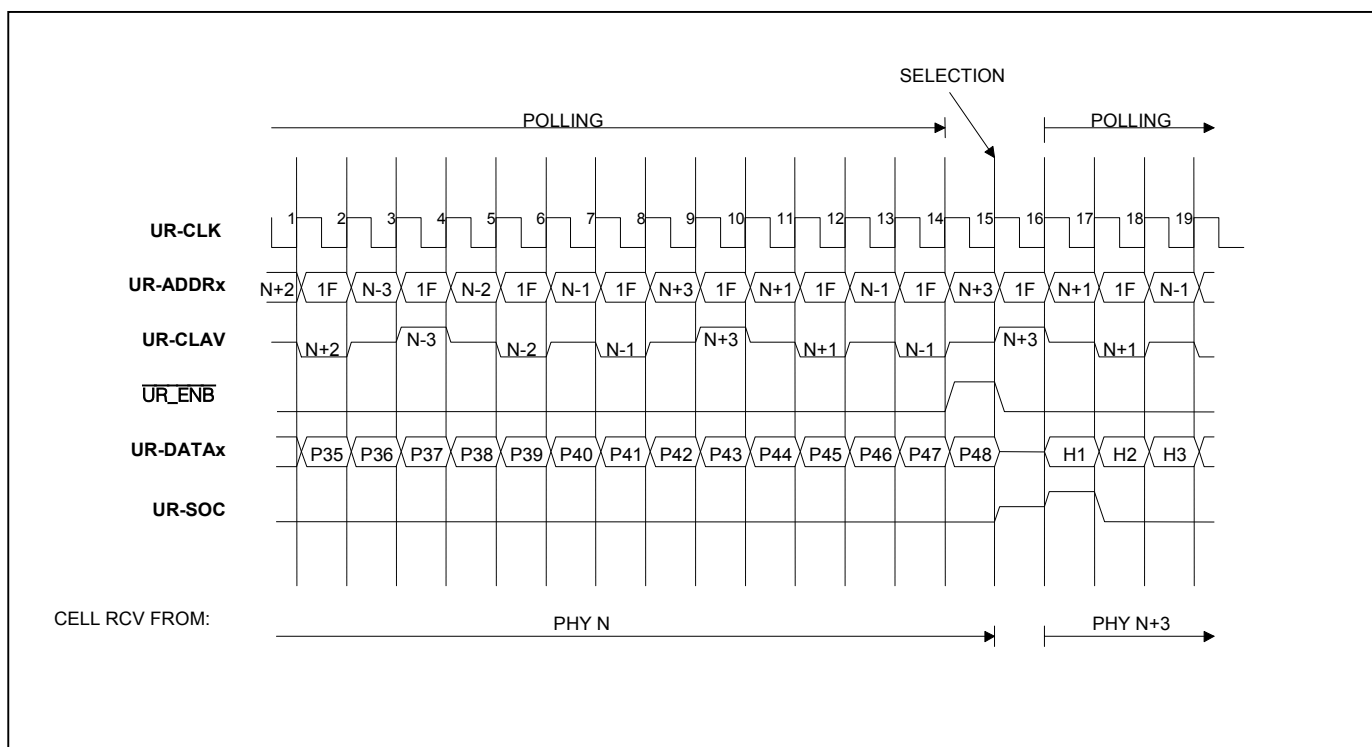 SELECTION
POLLING POLLING
UR-CLK 1 2 3 4 5 6 7 8 9 10 11 12 13 14 15 16 17 18 19
UR-ADDRx N+2 1F N-3 1F N-2 1F N-1 1F N+3 1F N+1 1F N-1 1F N+3 1F N+1 1F N-1
UR-CLAV N+2 N-3 N-2 N-1 N+3 N+1 N-1 N+3 N+1
UR_ENB
UR-DATAx P35 P36 P37 P38 P39 P40 P41 P42 P43 P44 P45 P46 P47 P48 H1 H2 H3
UR-SOC
CELL RCV FROM: PHY N PHY N+3